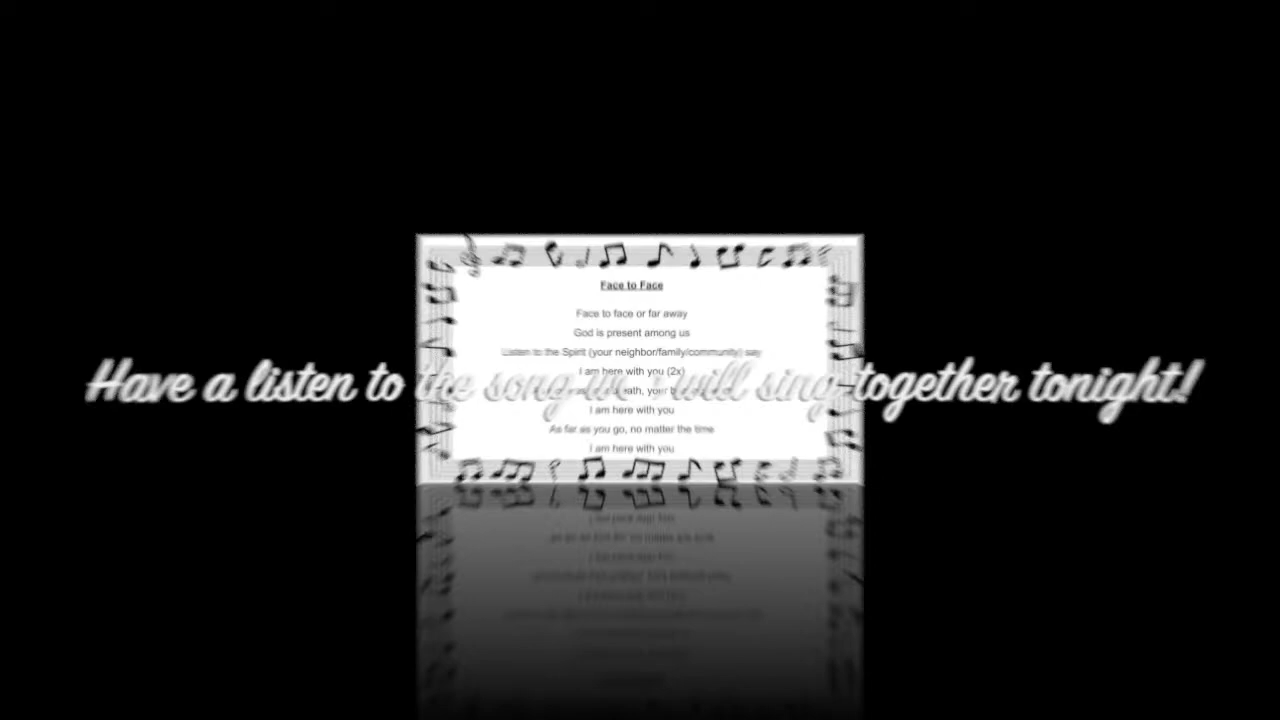 Face to Face
Face to face or far away
God is present among us
Listen to the Spirit (your neighbor/family/community) say
I am here with you (2x)
Have a listen to the song we will sing together tonight!
I am here with you
As far as you go, no matter the time
I am here with you